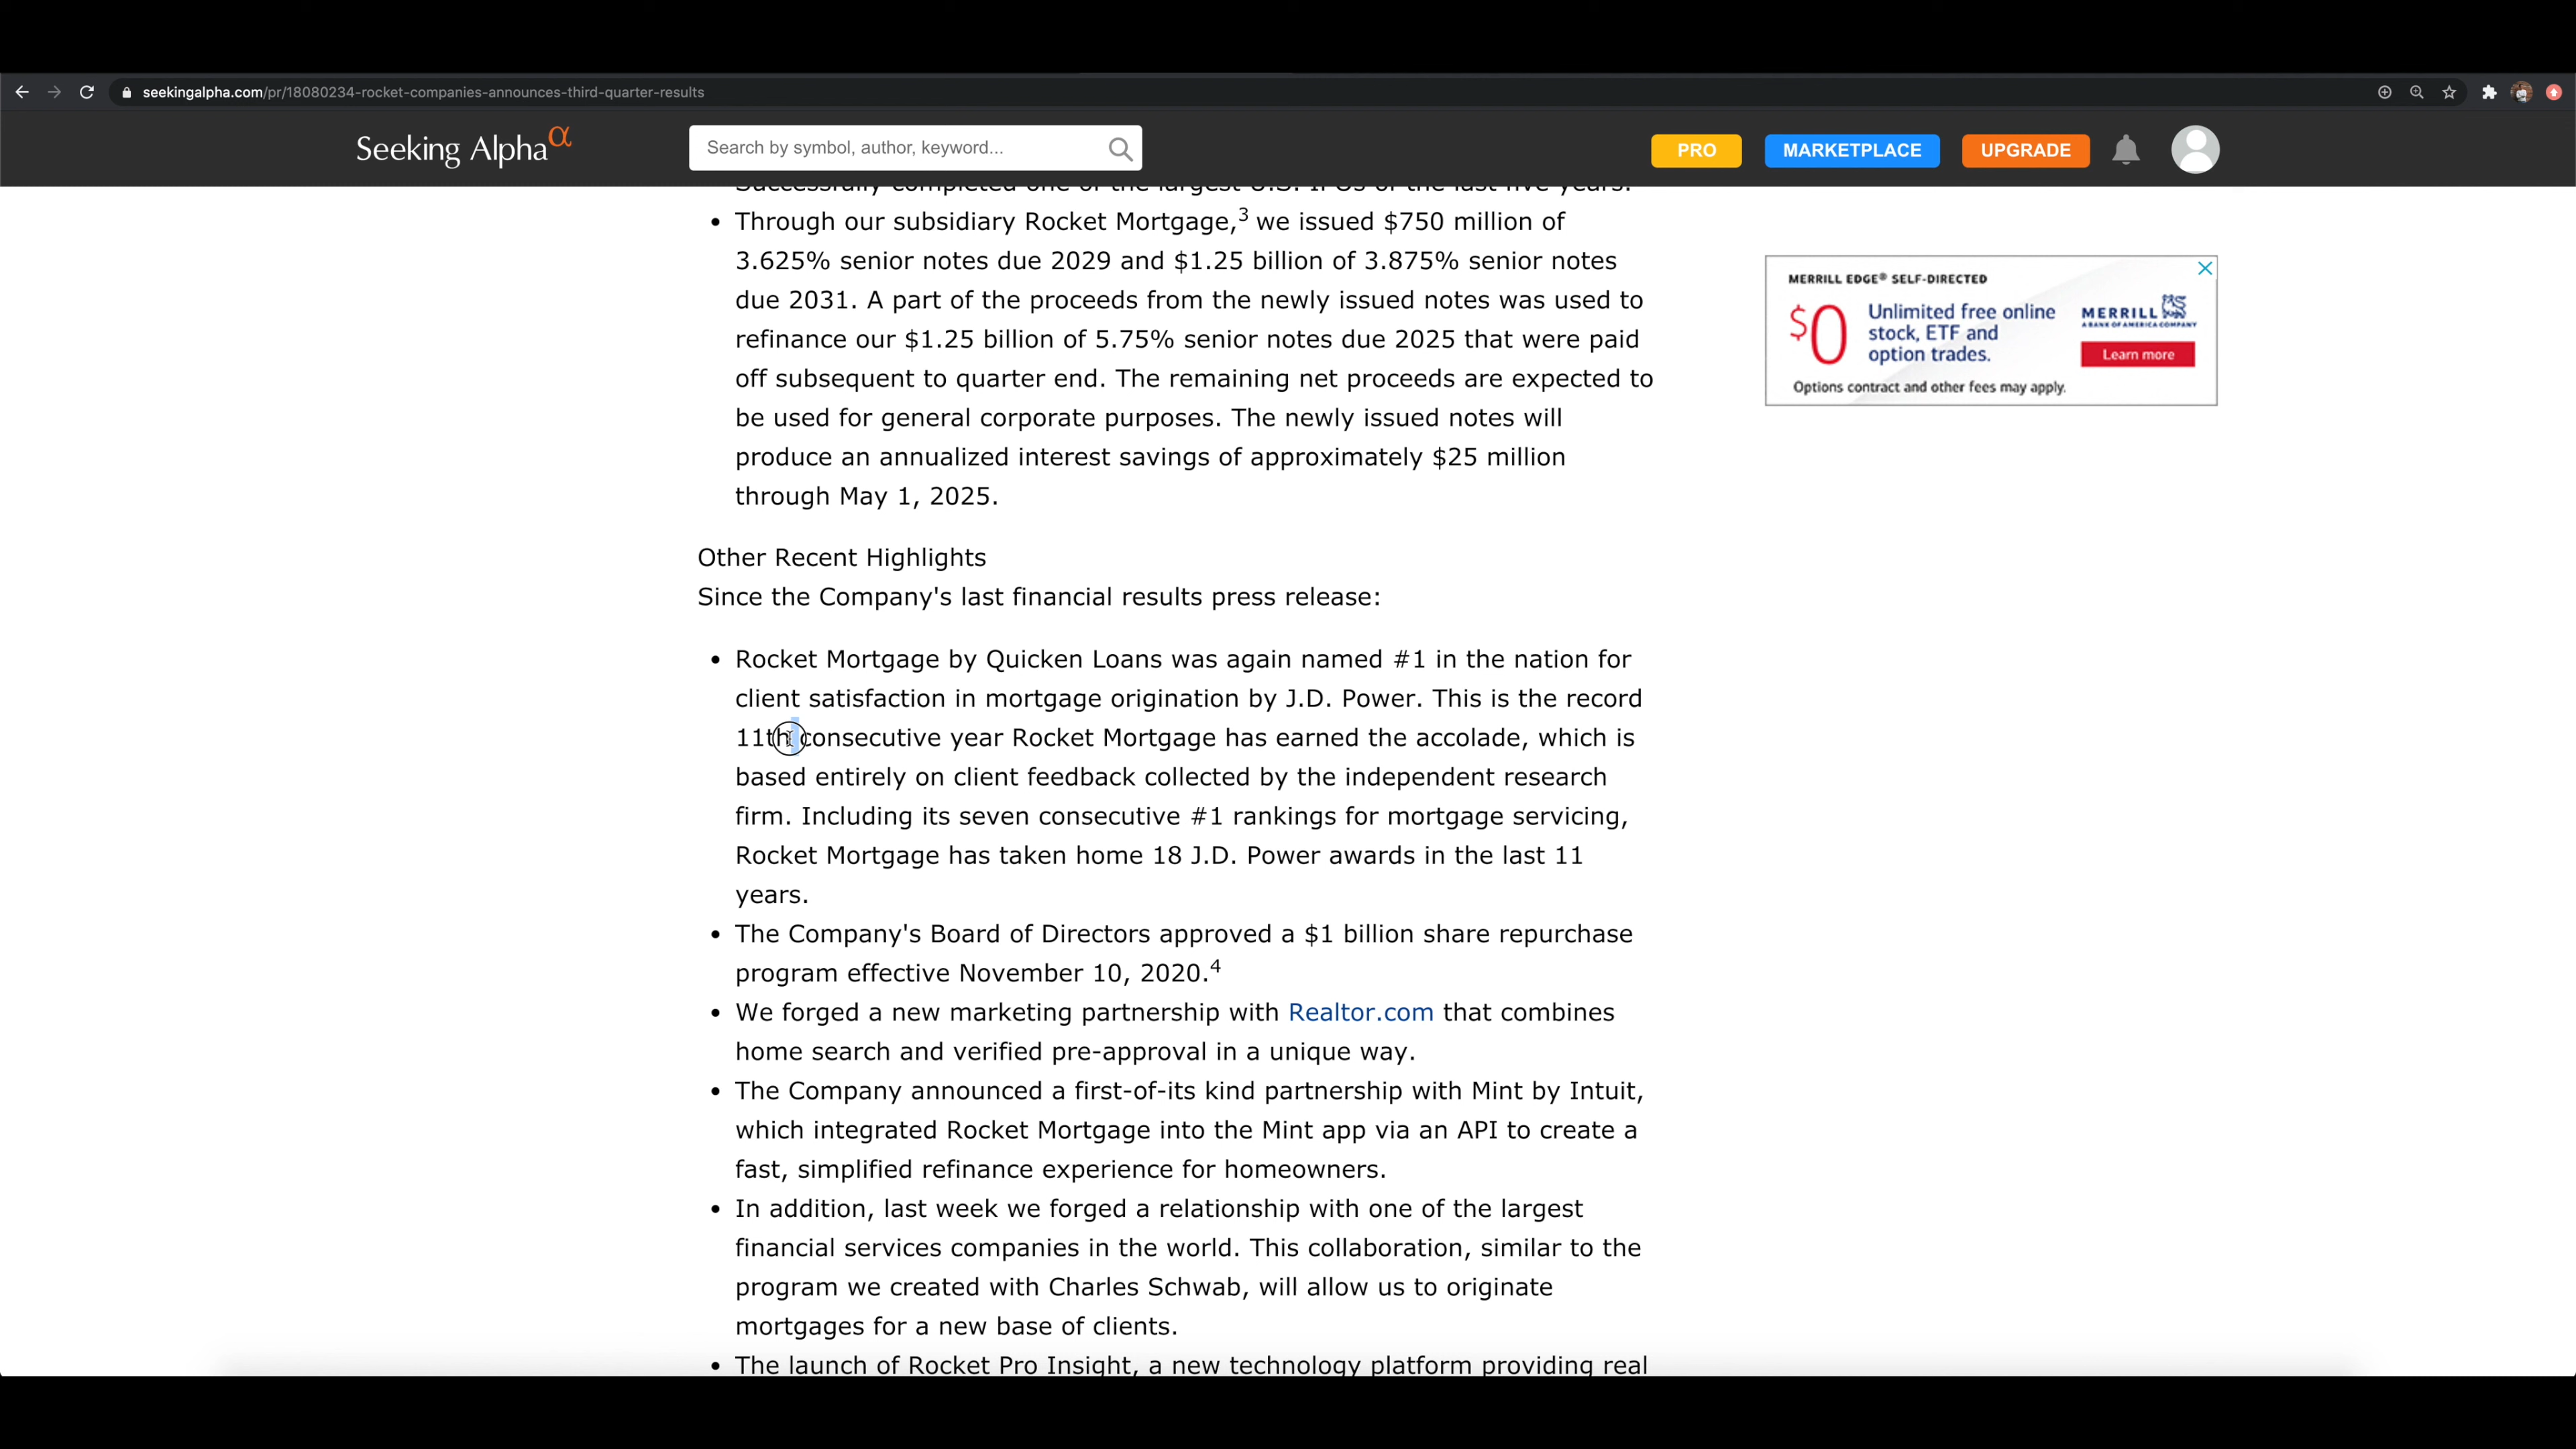 seekingalpha.com/pr/18080234-rocket-companies-announces-third-quarter-results
Seeking Alpha α
Search by symbol, author, keyword...
PRO
MARKETPLACE
UPGRADE
Successfully completed one of the largest U.S. IPOs of the last five years.
• Through our subsidiary Rocket Mortgage,3 we issued $750 million of
3.625% senior notes due 2029 and $1.25 billion of 3.875% senior notes
due 2031. A part of the proceeds from the newly issued notes was used to
refinance our $1.25 billion of 5.75% senior notes due 2025 that were paid
off subsequent to quarter end. The remaining net proceeds are expected to
be used for general corporate purposes. The newly issued notes will
produce an annualized interest savings of approximately $25 million
through May 1, 2025.
Other Recent Highlights
Since the Company's last financial results press release:
• Rocket Mortgage by Quicken Loans was again named #1 in the nation for
client satisfaction in mortgage origination by J.D. Power. This is the record
11th consecutive year Rocket Mortgage has earned the accolade, which is
based entirely on client feedback collected by the independent research
firm. Including its seven consecutive #1 rankings for mortgage servicing,
Rocket Mortgage has taken home 18 J.D. Power awards in the last 11
years.
• The Company's Board of Directors approved a $1 billion share repurchase
program effective November 10, 2020.4
• We forged a new marketing partnership with Realtor.com that combines
home search and verified pre-approval in a unique way.
• The Company announced a first-of-its kind partnership with Mint by Intuit,
which integrated Rocket Mortgage into the Mint app via an API to create a
fast, simplified refinance experience for homeowners.
• In addition, last week we forged a relationship with one of the largest
financial services companies in the world. This collaboration, similar to the
program we created with Charles Schwab, will allow us to originate
mortgages for a new base of clients.
• The launch of Rocket Pro Insight, a new technology platform providing real
MERRILL EDGE® SELF-DIRECTED
$0
Unlimited free online
stock, ETF and
option trades.
MERRILL
A BANK OF AMERICA COMPANY
Learn more
Options contract and other fees may apply.